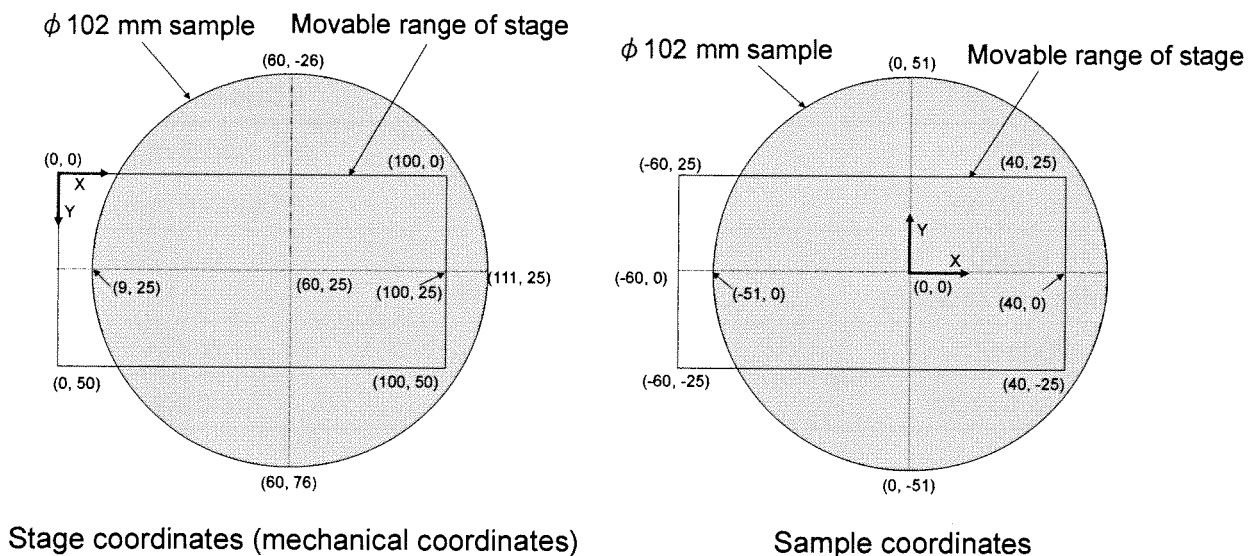 ϕ 102 mm sample
Movable range of stage
(60, -26)
(0, 0)
X
Y
(100, 0)
(9, 25)
(60, 25)
(100, 25)
(111, 25)
(0, 50)
(100, 50)
(60, 76)
Stage coordinates (mechanical coordinates)
ϕ 102 mm sample
Movable range of stage
(0, 51)
(-60, 25)
(40, 25)
Y
X
(-60, 0)
(-51, 0)
(0, 0)
(40, 0)
(-60, -25)
(40, -25)
(0, -51)
Sample coordinates